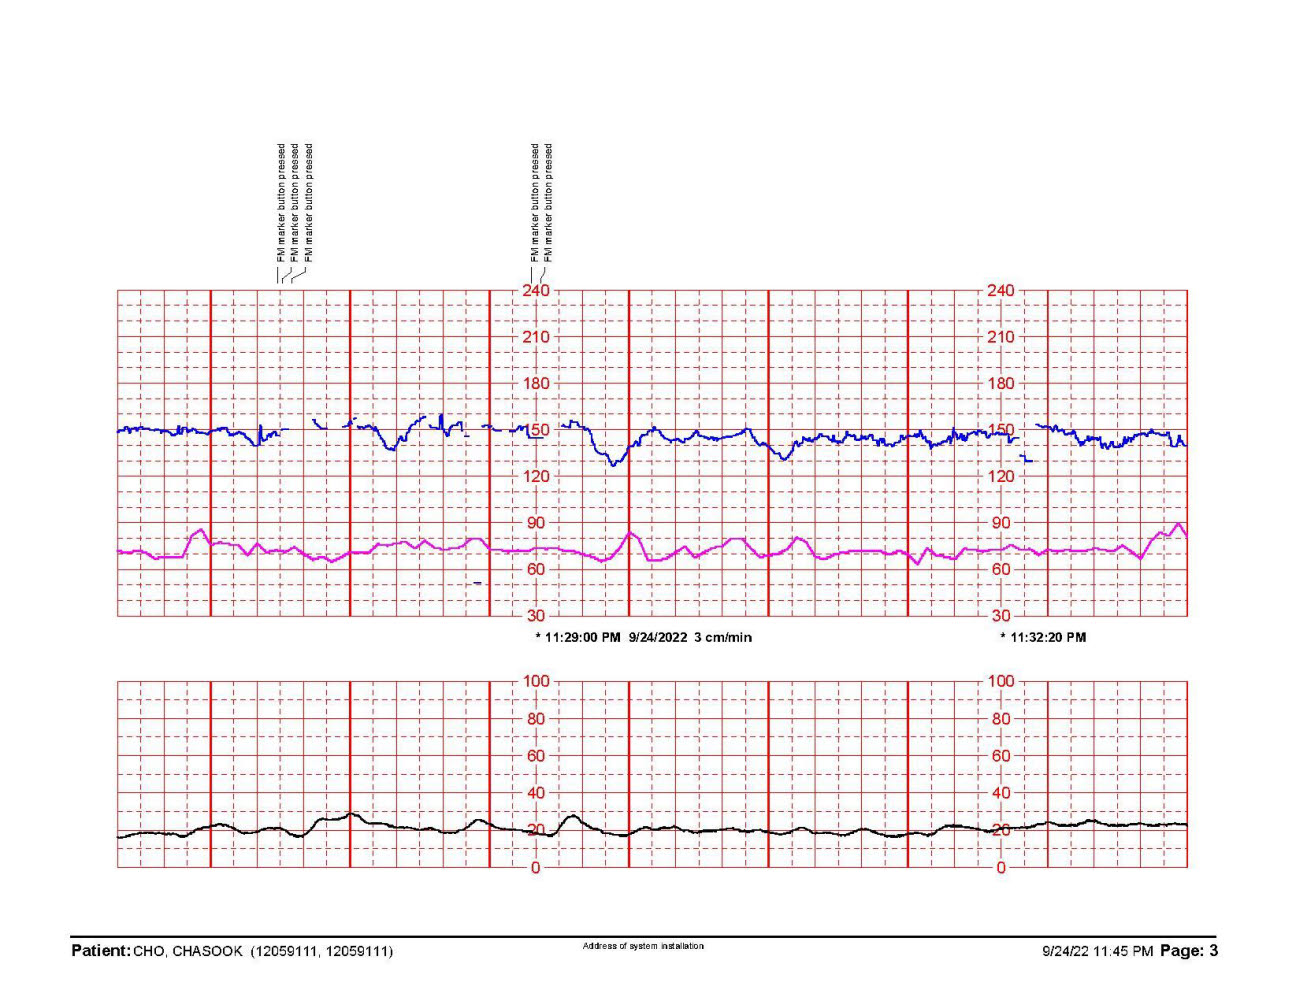 FM marker button pressed
FM marker button pressed
FM marker button pressed
FM marker button pressed
FM marker button pressed
240 240
210 210
180 180
150 150
120 120
90 90
60 60
30 30
* 11:29:00 PM 9/24/2022 3 cm/min * 11:32:20 PM
100 100
80 80
60 60
40 40
20 20
0 0
Patient: CHO, CHASOOK (12059111, 12059111) Address of system installation 9/24/22 11:45 PM Page: 3